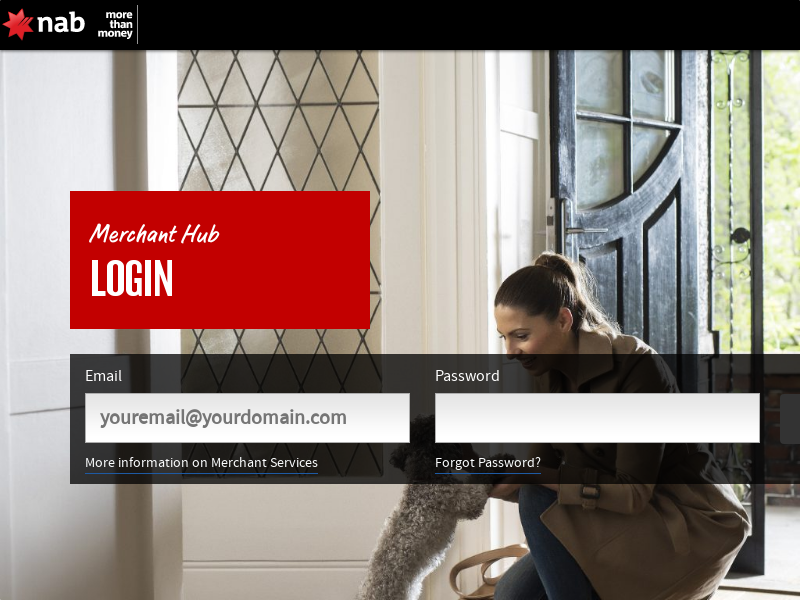 nab
more
than
money
Merchant Hub
LOGIN
Email
Password
youremail@yourdomain.com
More information on Merchant Services
Forgot Password?